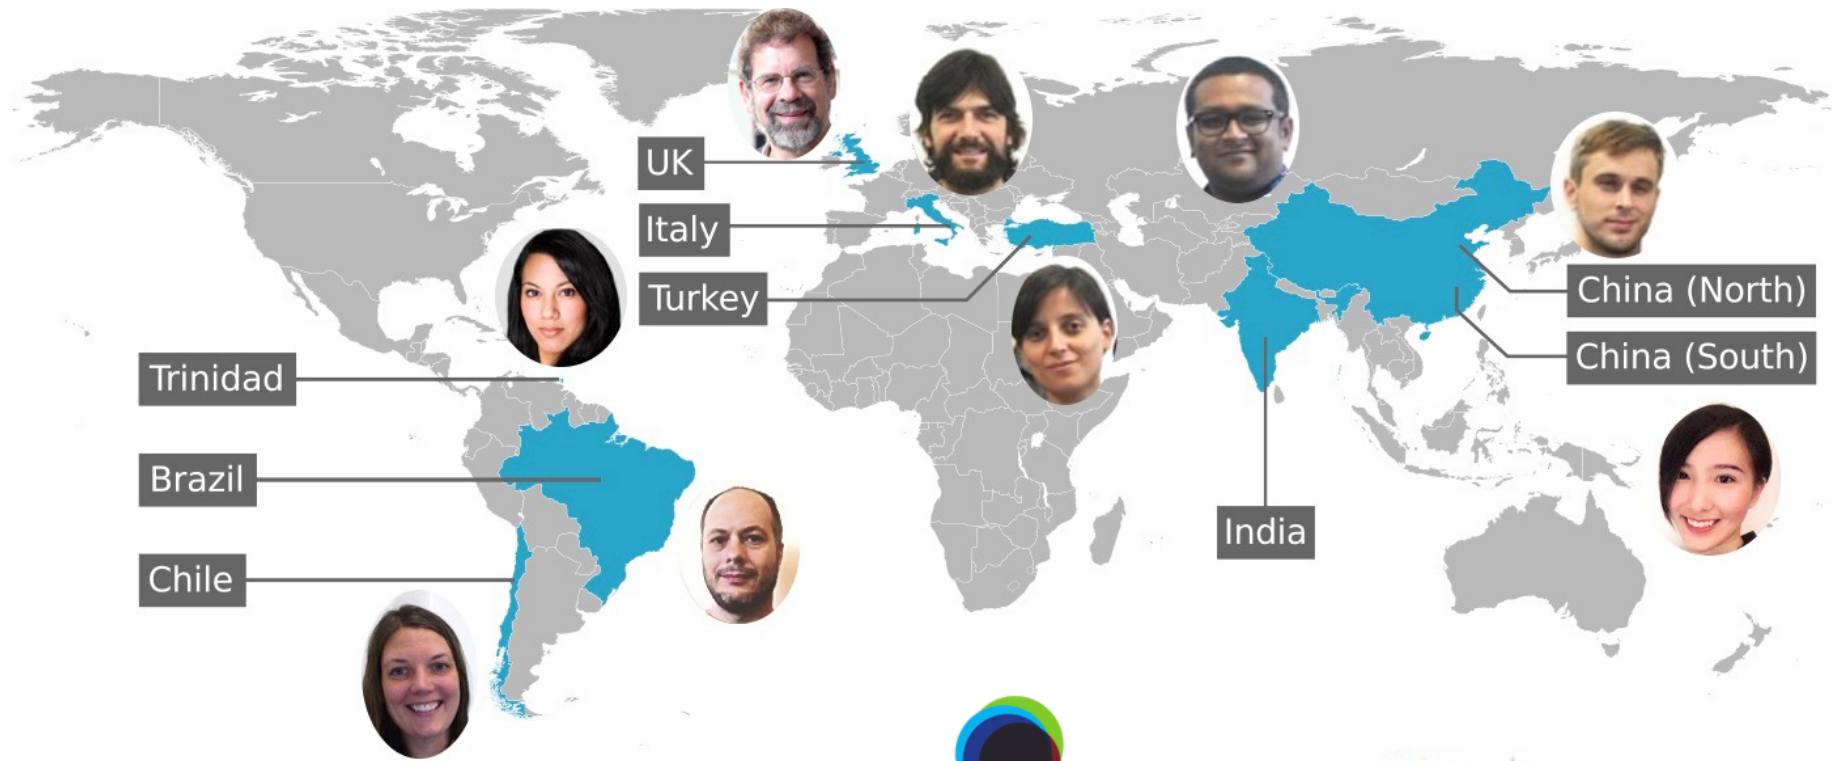 UK
Italy
Turkey
China (North)
China (South)
Trinidad
Brazil
India
Chile